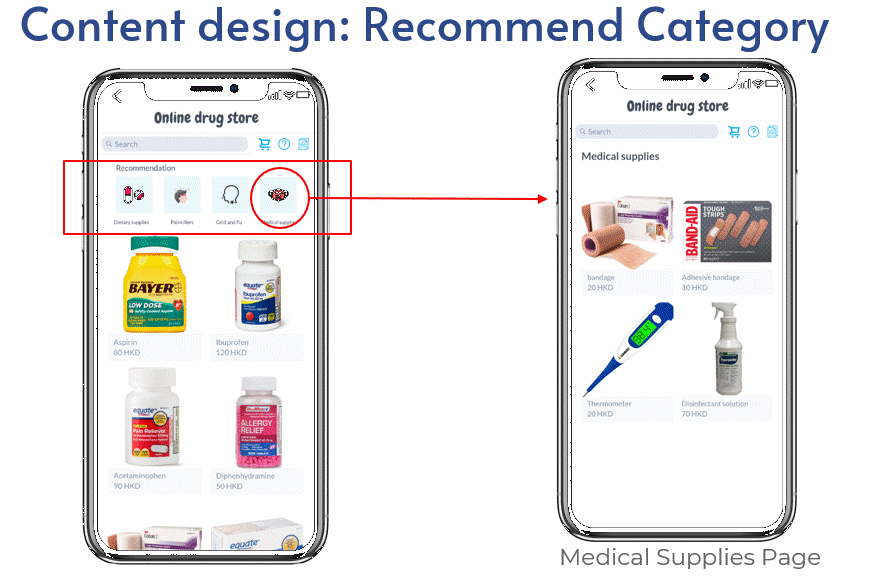 Content design: Recommend Category
Online drug store
Search
Recommendation
Dietary supplies
Painkillers
Cord and flu
Medical supplies
BAYER
LOW DOSE
Aspirin
80 HKD
equate
Ibuprofen
Ibuprofen
120 HKD
equate
Pain Reliever
Acetaminophen
90 HKD
ALLERGY
RELIEF
Diphenhydramine
50 HKD
equate
Online drug store
Search
Medical supplies
bandage
20 HKD
BAND-AID
TOUGH
STRIPS
Adhesive bandage
10 HKD
Thermometer
20 HKD
Disinfectant solution
70 HKD
Medical Supplies Page